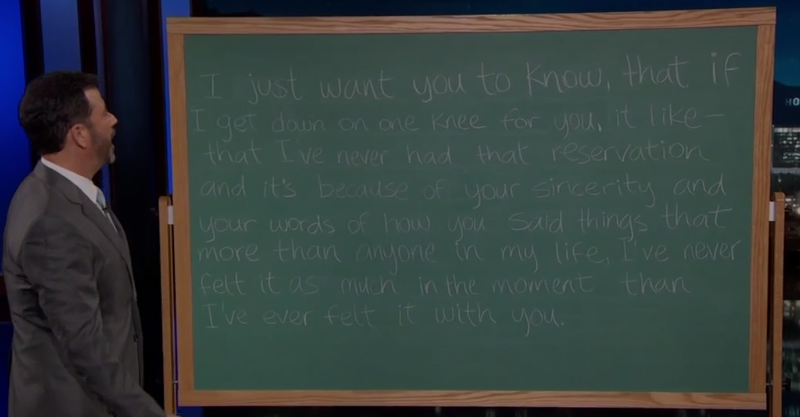 I just want you to know, that if
I get down on one knee for you, it like –
that I've never had that reservation
and it's because of your sincerity and
your words of how you said things that
more than anyone in my life, I've never
felt it as much in the moment than
I've ever felt it with you.
HO